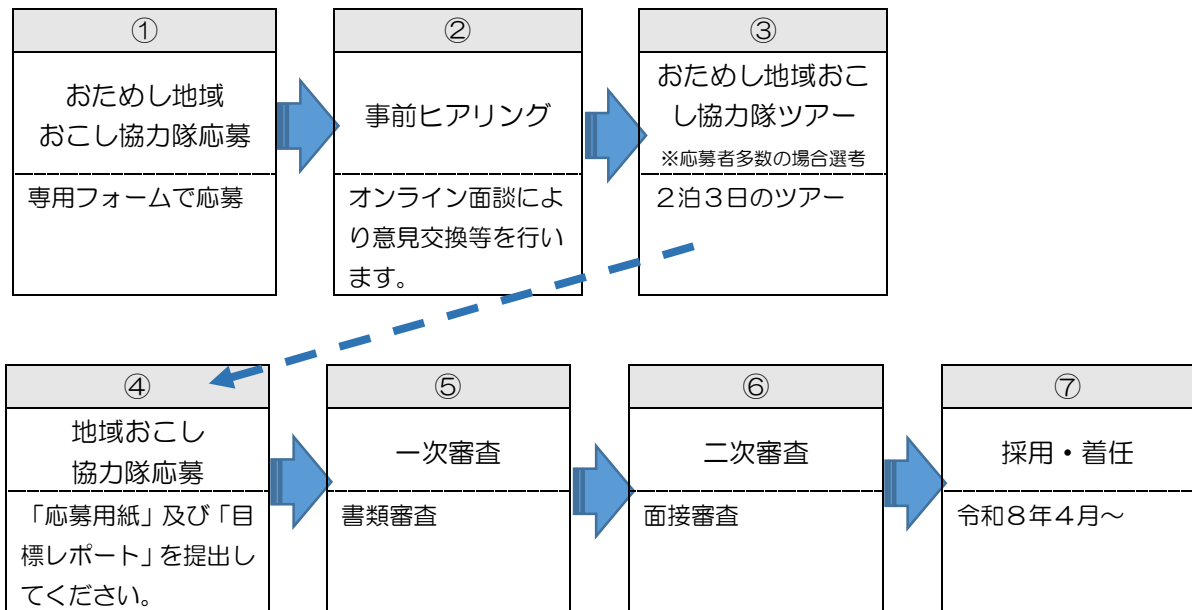 ①
おためし地域
おこし協力隊応募
専用フォームで応募
②
事前ヒアリング
オンライン面談によ
り意見交換等を行い
ます。
③
おためし地域おこ
し協力隊ツアー
※応募者多数の場合選考
２泊３日のツアー
④
地域おこし
協力隊応募
「応募用紙」及び「目
標レポート」を提出し
てください。
⑤
一次審査
書類審査
⑥
二次審査
面接審査
⑦
採用・着任
令和８年４月～